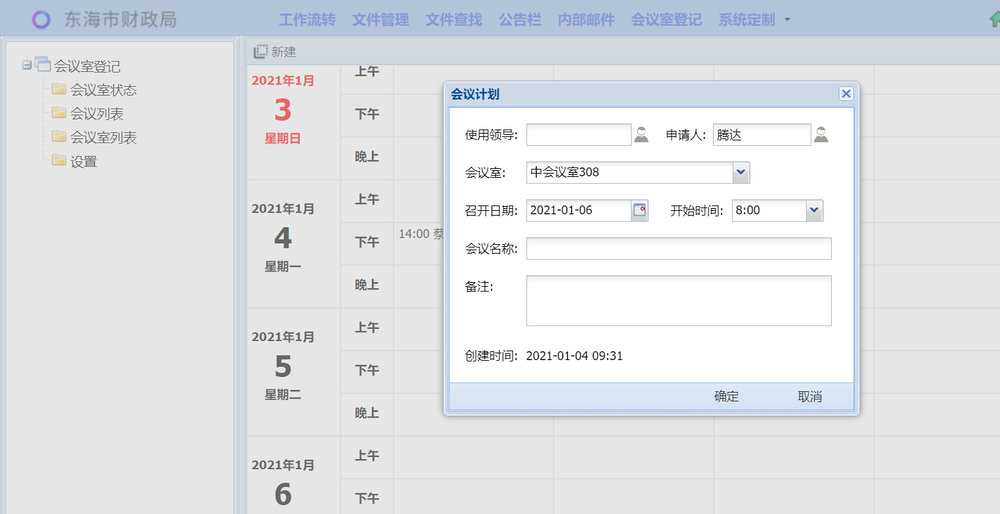 东海市财政局
工作流转 文件管理 文件查找 公告栏 内部邮件 会议室登记 系统定制
会议室登记
会议室状态
会议列表
会议室列表
设置
新建
2021年1月
3
星期日
上午
下午
晚上
2021年1月
4
星期一
上午
下午
14:00 蔡
晚上
2021年1月
5
星期二
上午
下午
晚上
2021年1月
6
上午
下午
会议计划
使用领导: 申请人: 腾达
会议室: 中会议室308
召开日期: 2021-01-06 开始时间: 8:00
会议名称:
备注:
创建时间: 2021-01-04 09:31
确定 取消